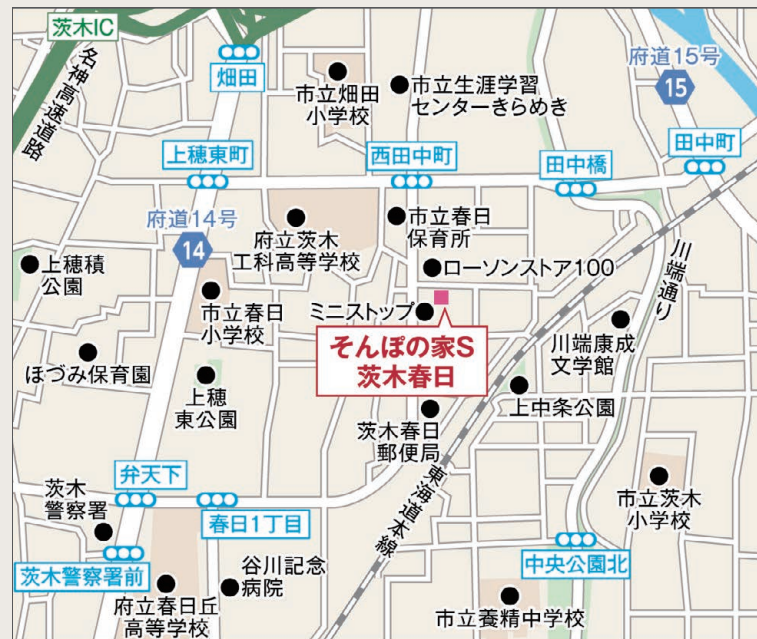 茨木IC
名神高速道路
畑田
市立畑田
小学校
市立生涯学習
センターきらめき
府道15号
15
上穂東町
西田中町
田中橋
田中町
府道14号
14
府立茨木
工科高等学校
市立春日
保育所
上穂積
公園
市立春日
小学校
ローソンストア100
ミニストップ
川端通り
そんぽの家S
茨木春日
川端康成
文学館
ほづみ保育園
上穂
東公園
上中条公園
茨木春日
郵便局
東海道本線
弁天下
茨木
警察署
春日1丁目
市立茨木
小学校
茨木警察署前
谷川記念
病院
中央公園北
府立春日丘
高等学校
市立養精中学校